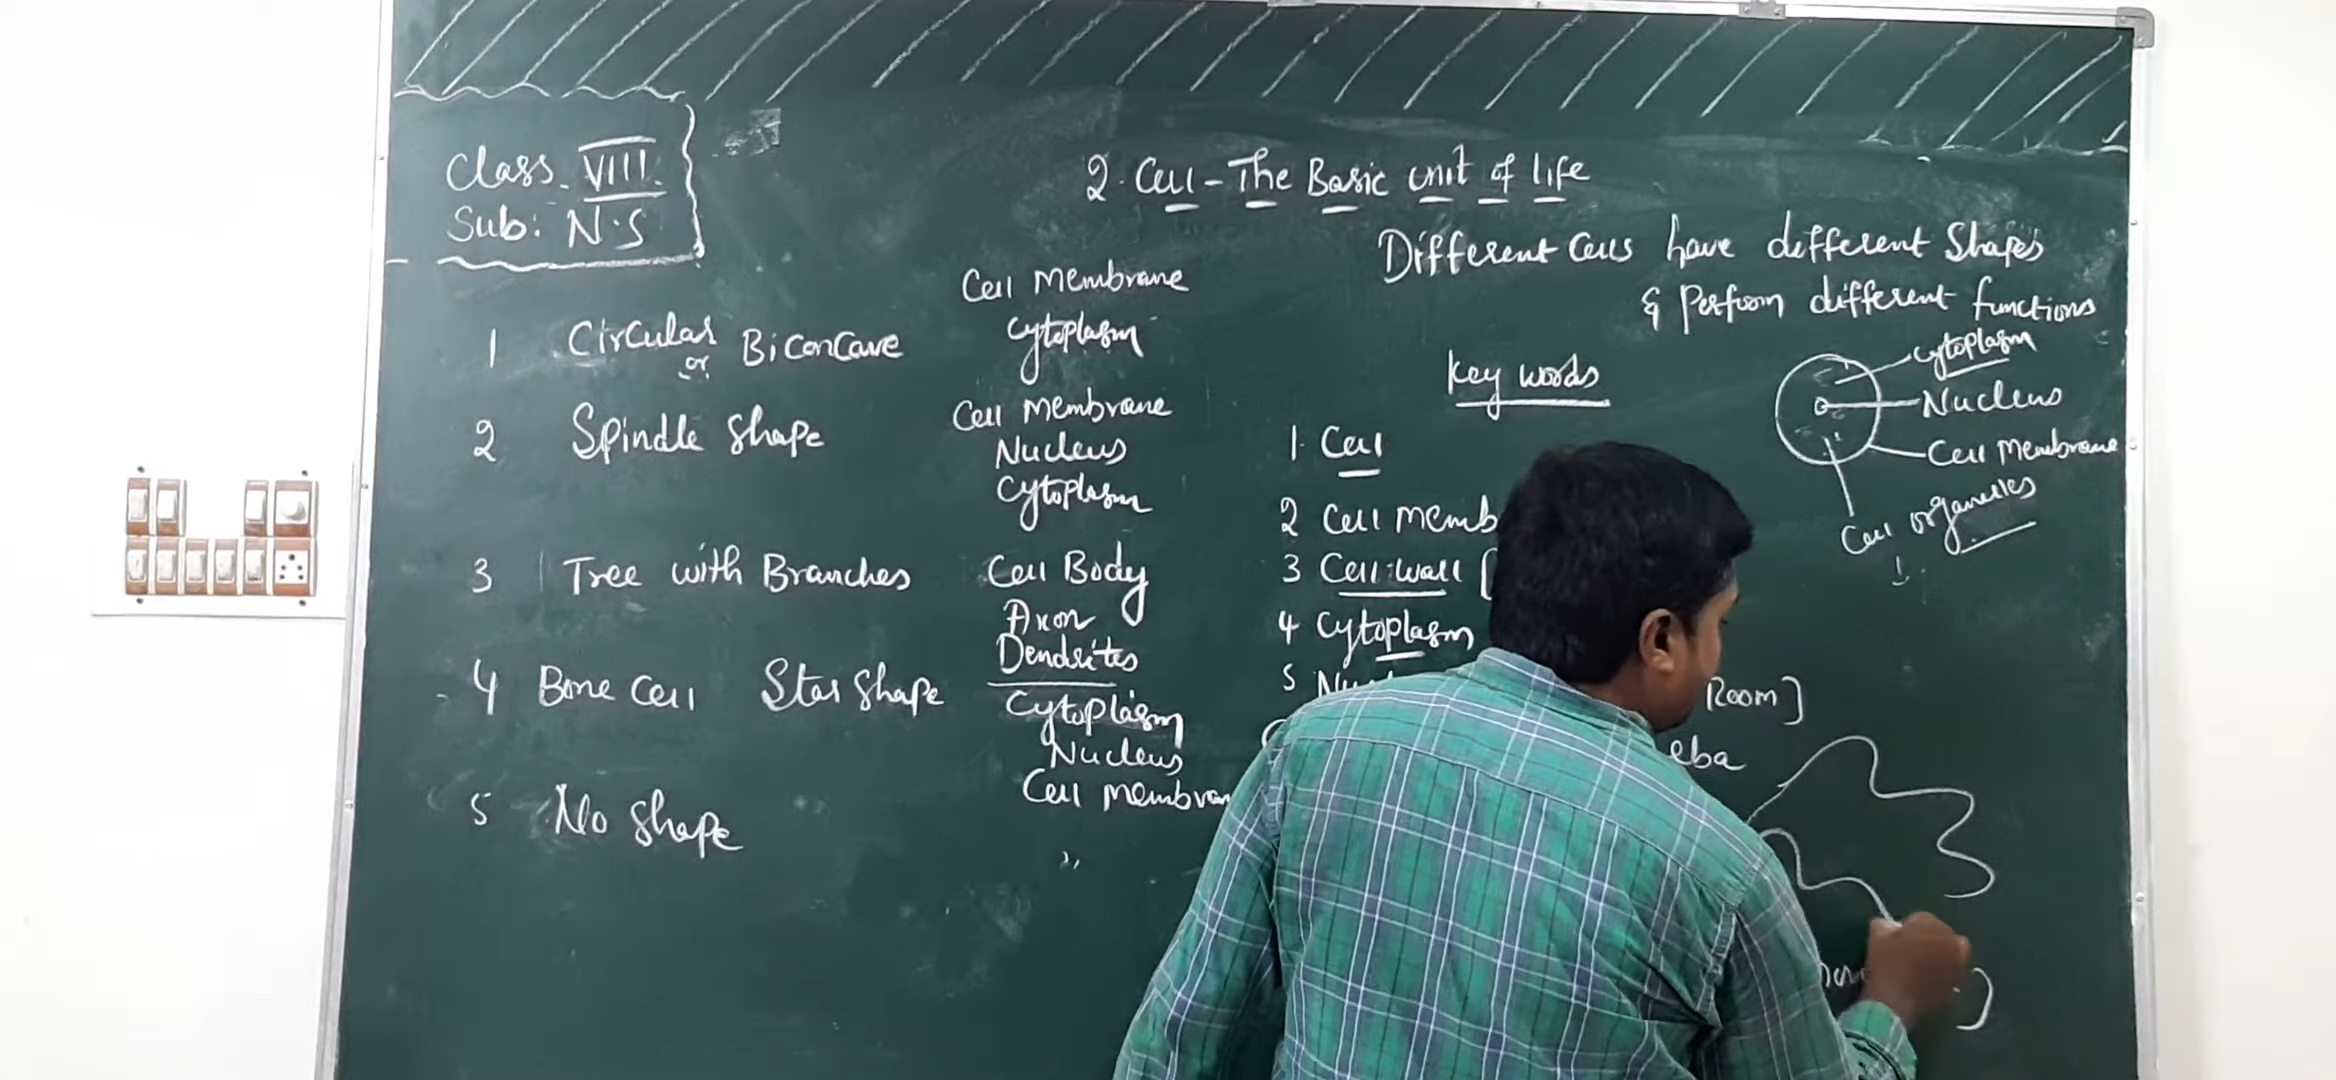 Class VIII
Sub: N.S
2. Cell - The Basic unit of life
Different Cells have different Shapes
& Perform different functions
1 Circular or Biconcave
Cell Membrane
Cytoplasm
2 Spindle Shape
Cell Membrane
Nucleus
Cytoplasm
3 Tree with Branches
Cell Body
Axon
Dendrites
4 Bone Cell Star Shape
Cytoplasm
Nucleus
Cell membran
5 No Shape
Key words
1. Cell
2 Cell memb
3 Cell wall [
4 Cytoplasm
5
Room]
eba
Cytoplasm
Nucleus
Cell Membrane
Cell organelles